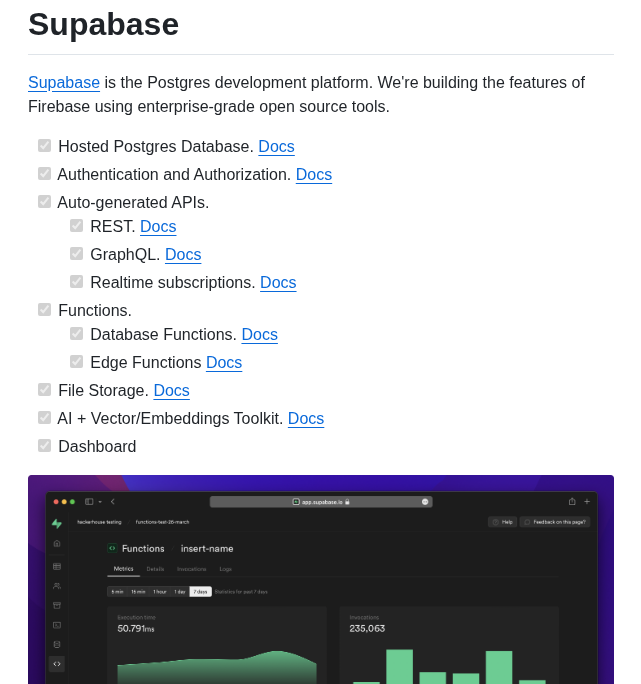 Supabase
Supabase is the Postgres development platform. We're building the features of
Firebase using enterprise-grade open source tools.
Hosted Postgres Database. Docs
Authentication and Authorization. Docs
Auto-generated APIs.
REST. Docs
GraphQL. Docs
Realtime subscriptions. Docs
Functions.
Database Functions. Docs
Edge Functions Docs
File Storage. Docs
AI + Vector/Embeddings Toolkit. Docs
Dashboard
app.supabase.io
hackerhouse testing functions-test-26-march Help Feedback on this page?
Functions insert-name
Metrics Details Invocations Logs
5 min 15 min 1 hour 1 day 7 days Statistics for past 7 days
Execution time Invocations
50.791ms 235,063